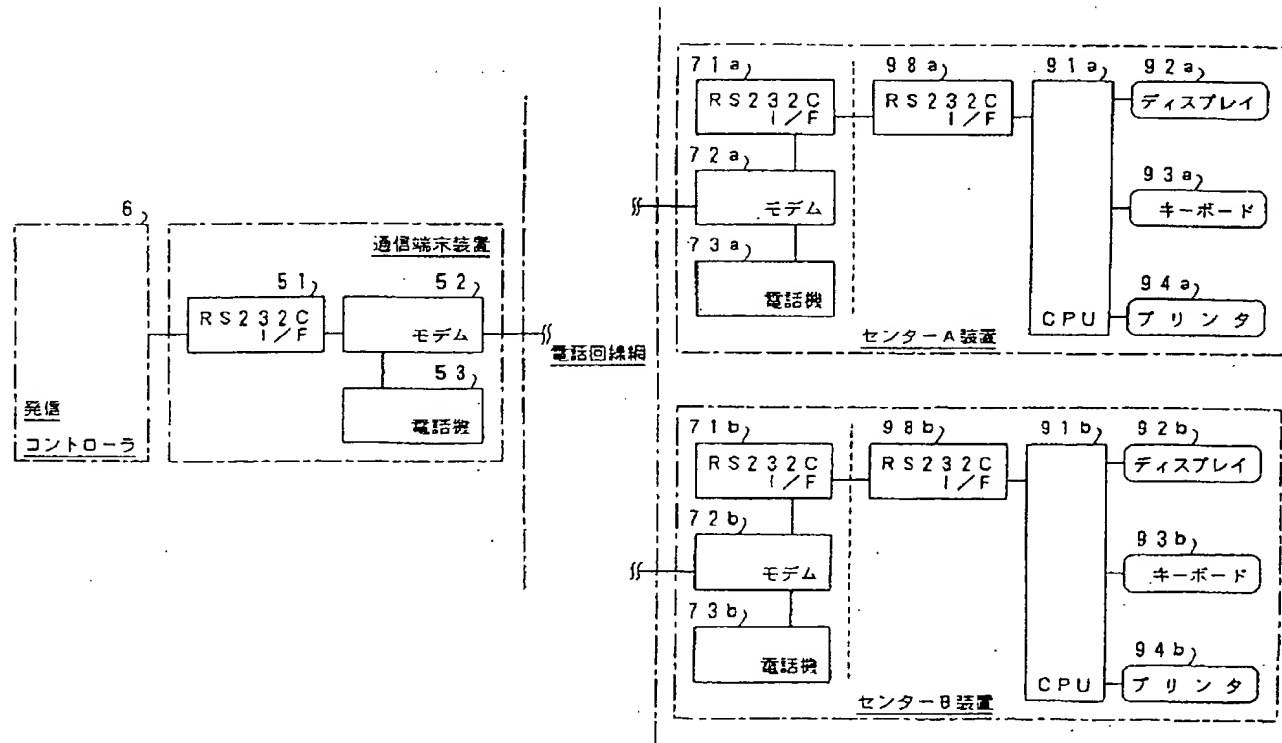 6
発信
コントローラ
通信端末装置
51
RS232C
I/F
52
モデム
53
電話機
電話回線網
71a
RS232C
I/F
98a
RS232C
I/F
91a
CPU
92a
ディスプレイ
72a
モデム
93a
キーボード
73a
電話機
94a
プリンタ
センターA装置
71b
RS232C
I/F
98b
RS232C
I/F
91b
CPU
92b
ディスプレイ
72b
モデム
93b
キーボード
73b
電話機
94b
プリンタ
センターB装置